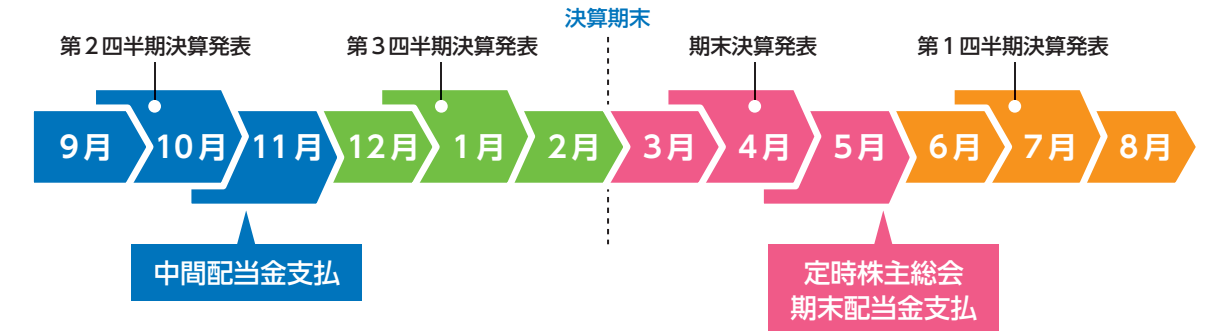 決算期末
第2四半期決算発表
第3四半期決算発表
期末決算発表
第1四半期決算発表
9月
10月
11月
12月
1月
2月
3月
4月
5月
6月
7月
8月
中間配当金支払
定時株主総会
期末配当金支払